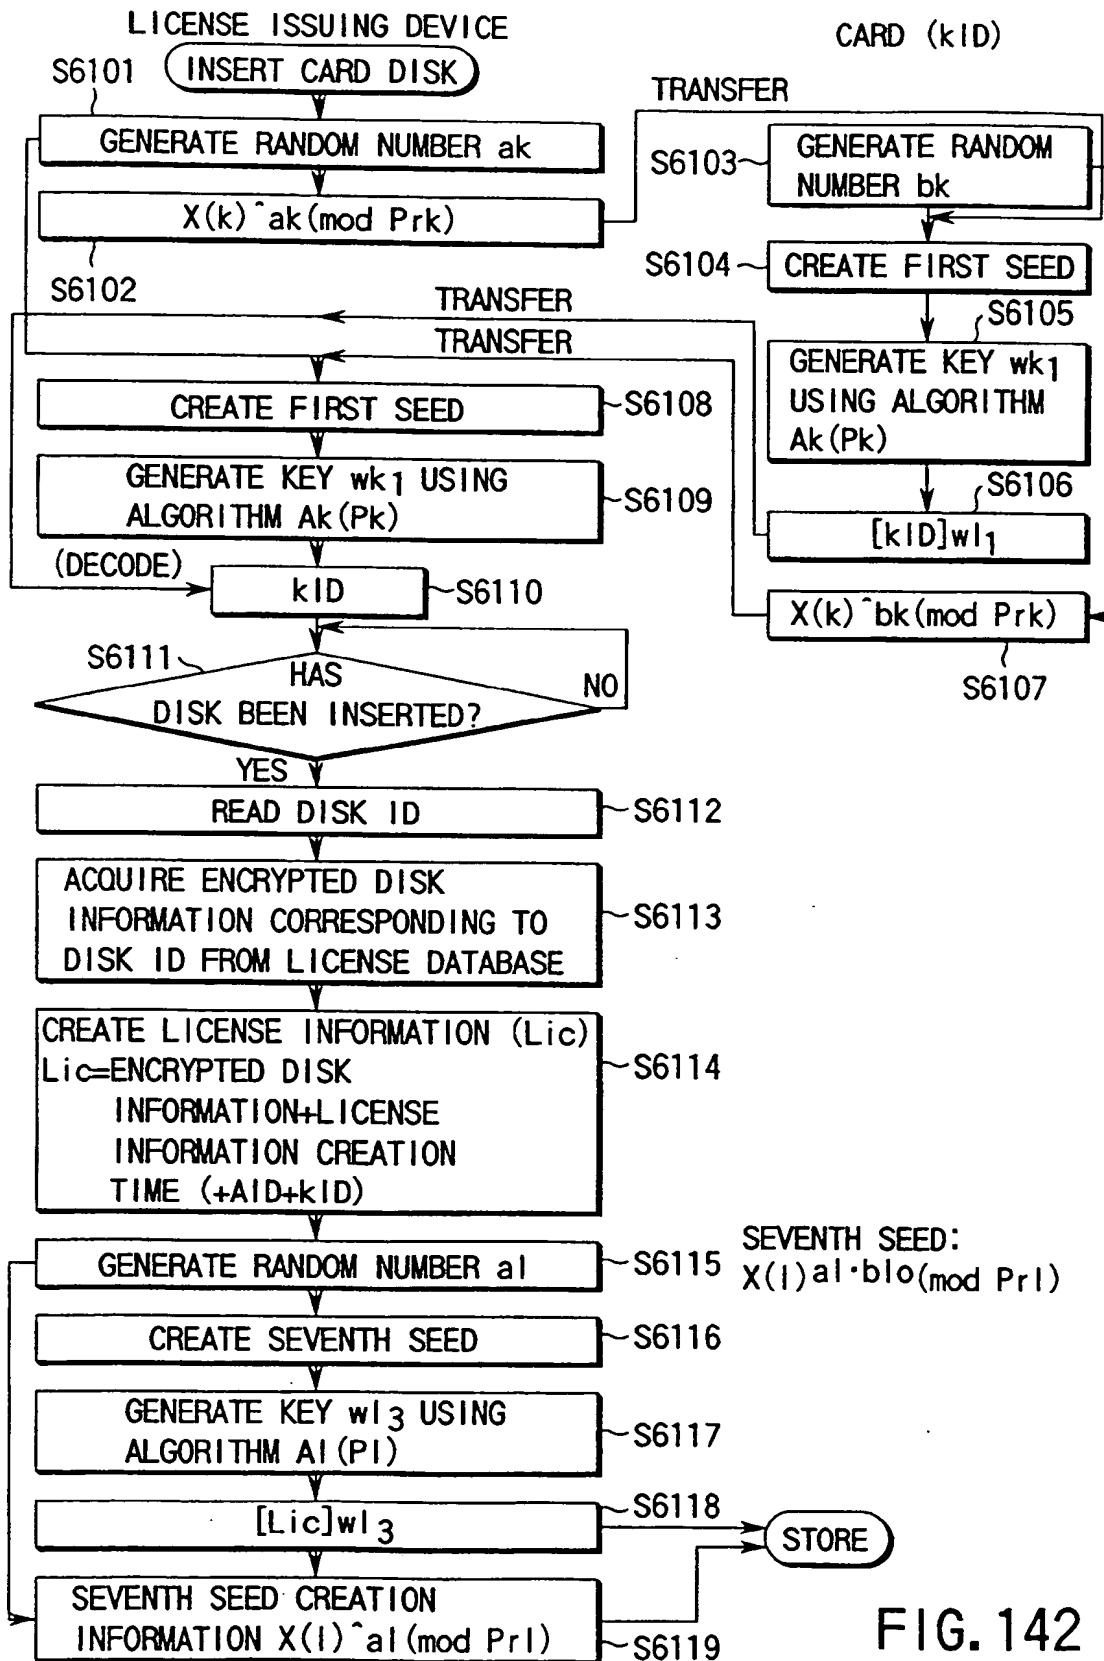 LICENSE ISSUING DEVICE
CARD (kID)
INSERT CARD DISK
S6101
TRANSFER
GENERATE RANDOM NUMBER ak
S6103
GENERATE RANDOM
NUMBER bk
X(k)^ak(mod Prk)
S6102
S6104
CREATE FIRST SEED
TRANSFER
S6105
TRANSFER
GENERATE KEY wk1
USING ALGORITHM
Ak(Pk)
CREATE FIRST SEED
S6108
GENERATE KEY wk1 USING
ALGORITHM Ak(Pk)
S6109
S6106
[kID]wl1
(DECODE)
kID
S6110
X(k)^bk(mod Prk)
S6107
S6111
HAS
DISK BEEN INSERTED?
NO
YES
READ DISK ID
S6112
ACQUIRE ENCRYPTED DISK
INFORMATION CORRESPONDING TO
DISK ID FROM LICENSE DATABASE
S6113
CREATE LICENSE INFORMATION (Lic)
Lic=ENCRYPTED DISK
INFORMATION+LICENSE
INFORMATION CREATION
TIME (+AID+kID)
S6114
GENERATE RANDOM NUMBER al
S6115
SEVENTH SEED:
X(l)al·blo(mod Prl)
CREATE SEVENTH SEED
S6116
GENERATE KEY wl3 USING
ALGORITHM Al(Pl)
S6117
[Lic]wl3
S6118
STORE
SEVENTH SEED CREATION
INFORMATION X(l)^al(mod Prl)
S6119
FIG. 142